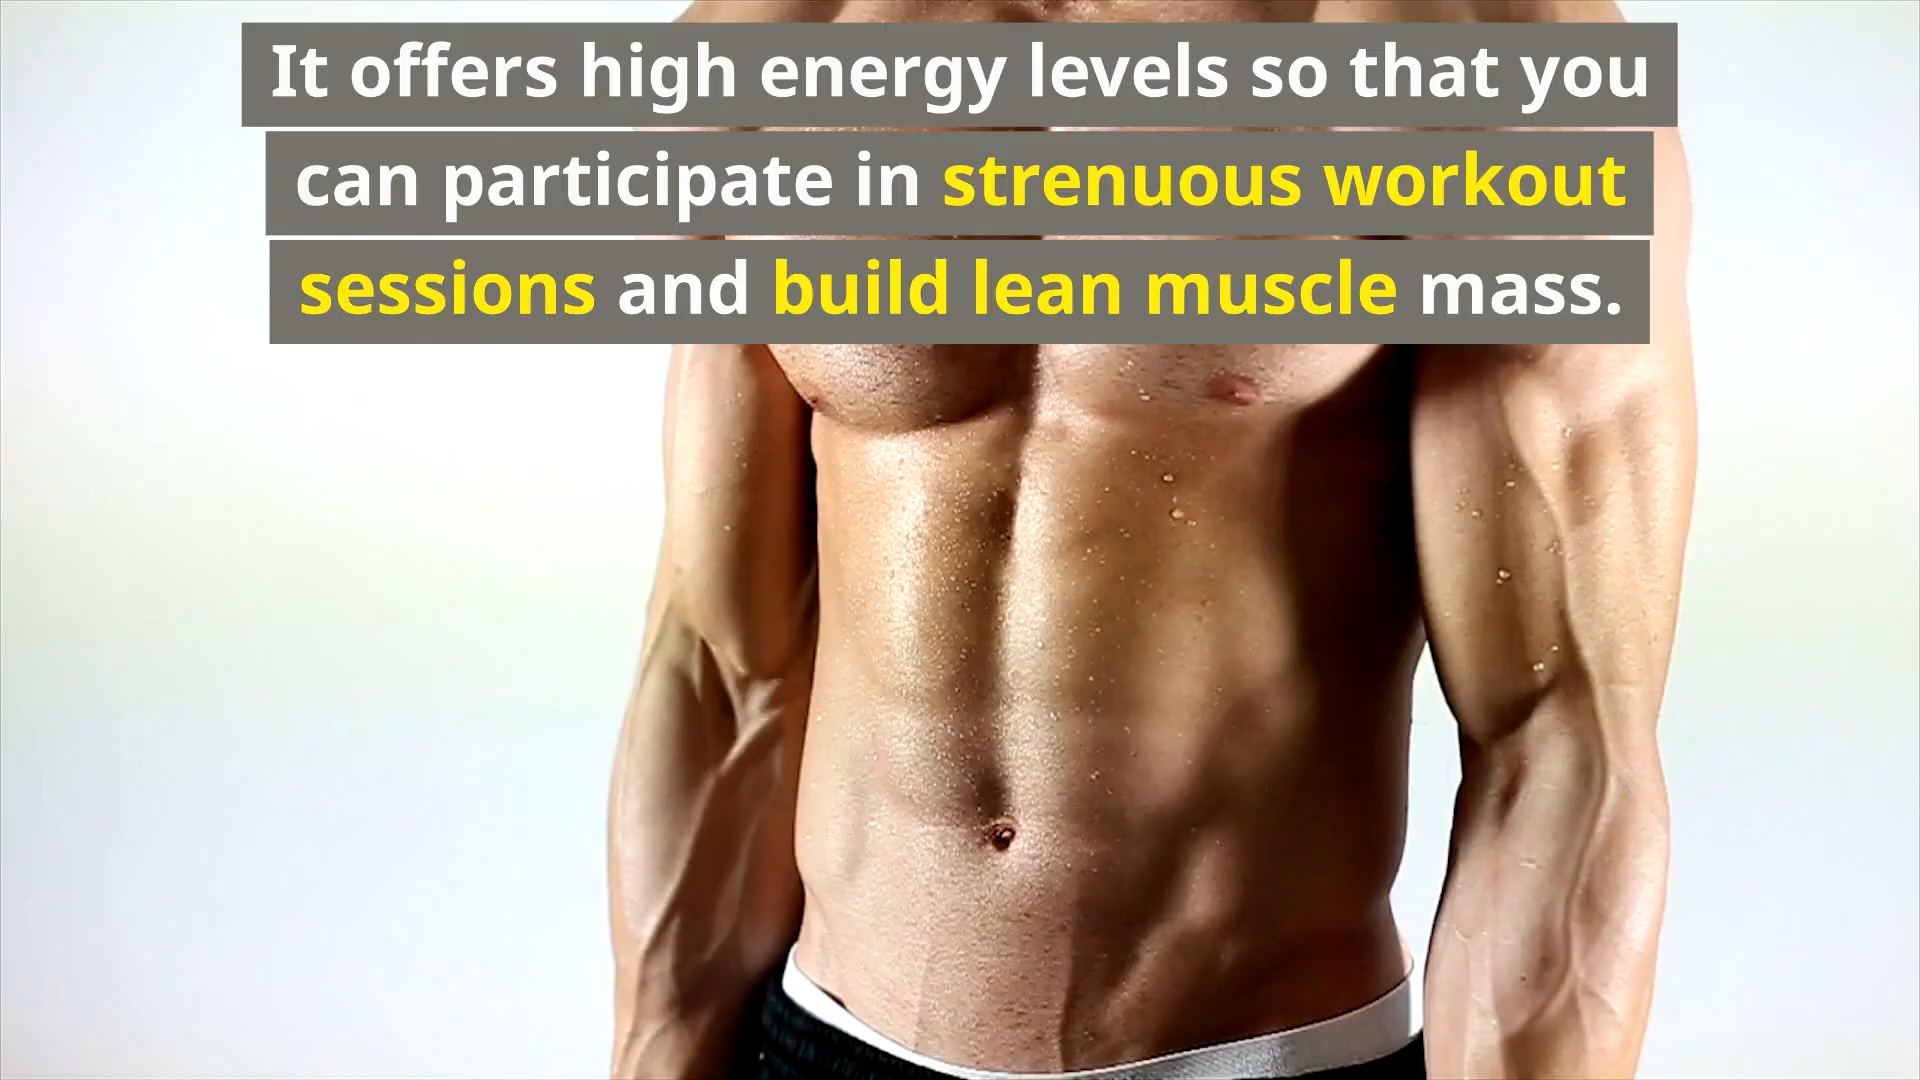 It offers high energy levels so that you
can participate in strenuous workout
sessions and build lean muscle mass.